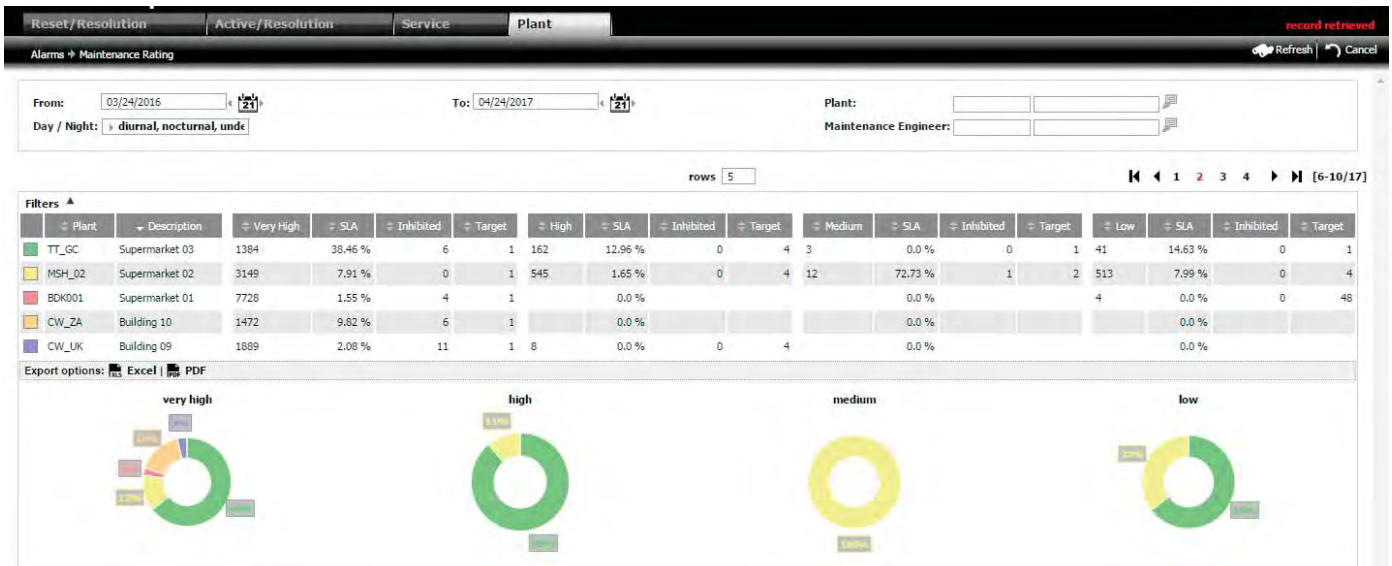 Reset/Resolution Active/Resolution Service Plant record retrieved
Alarms Maintenance Rating Refresh Cancel
From: 03/24/2016 21 To: 04/24/2017 21 Plant:
Day / Night: diurnal, nocturnal, unde Maintenance Engineer:
rows 5 1 2 3 4 [6-10/17]
Filters
Plant Description Very High SLA Inhibited Target High SLA Inhibited Target Medium SLA Inhibited Target Low SLA Inhibited Target
TT_GC Supermarket 03 1384 38.46 % 6 1 162 12.96 % 0 4 3 0.0 % 0 1 41 14.63 % 0 1
MSH_02 Supermarket 02 3149 7.91 % 0 1 545 1.65 % 0 4 12 72.73 % 1 2 513 7.99 % 0 4
BDK001 Supermarket 01 7728 1.55 % 4 1 0.0 % 0.0 % 4 0.0 % 0 48
CW_ZA Building 10 1472 9.82 % 6 1 0.0 % 0.0 % 0.0 %
CW_UK Building 09 1889 2.08 % 11 1 8 0.0 % 0 4 0.0 % 0.0 %
Export options: XLS Excel | PDF PDF
very high high medium low
11%
100%